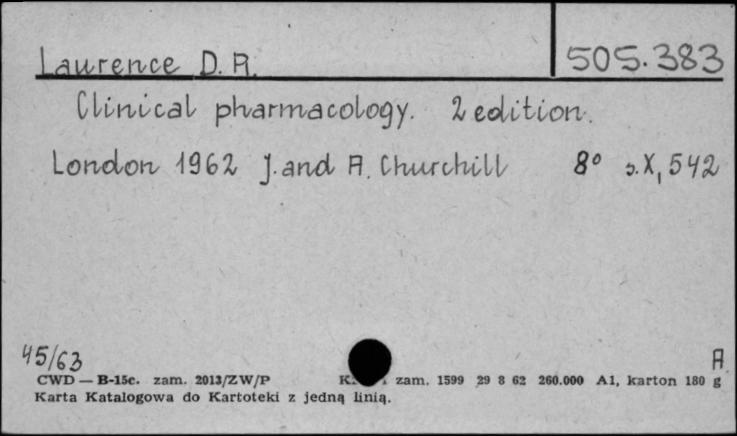 Laurence D. A. 505.383
Clinical pharmacology. 2 edition.
London 1962 J. and A. Churchill 8° s. X, 542
45/63 A
CWD — B-15c. zam. 2013/ZW/P zam. 1599 29 8 62 260.000 A1, karton 180 g
Karta Katalogowa do Kartoteki z jedną linią.